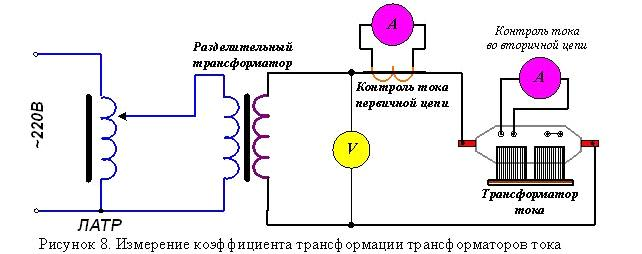 Разделительный
трансформатор
A
Контроль тока
первичной цепи
Контроль тока
во вторичной цепи
A
~220В
V
Трансформатор
тока
ЛАТР
Рисунок 8. Измерение коэффициента трансформации трансформаторов тока